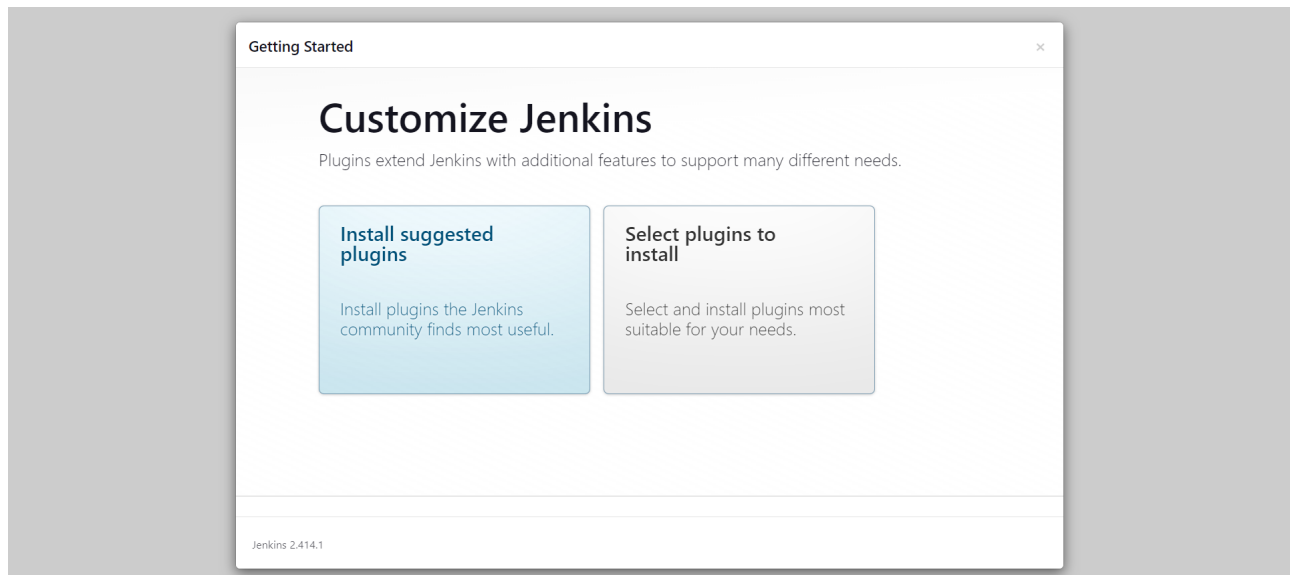 Getting Started
×
Customize Jenkins
Plugins extend Jenkins with additional features to support many different needs.
Install suggested
plugins
Install plugins the Jenkins
community finds most useful.
Select plugins to
install
Select and install plugins most
suitable for your needs.
Jenkins 2.414.1